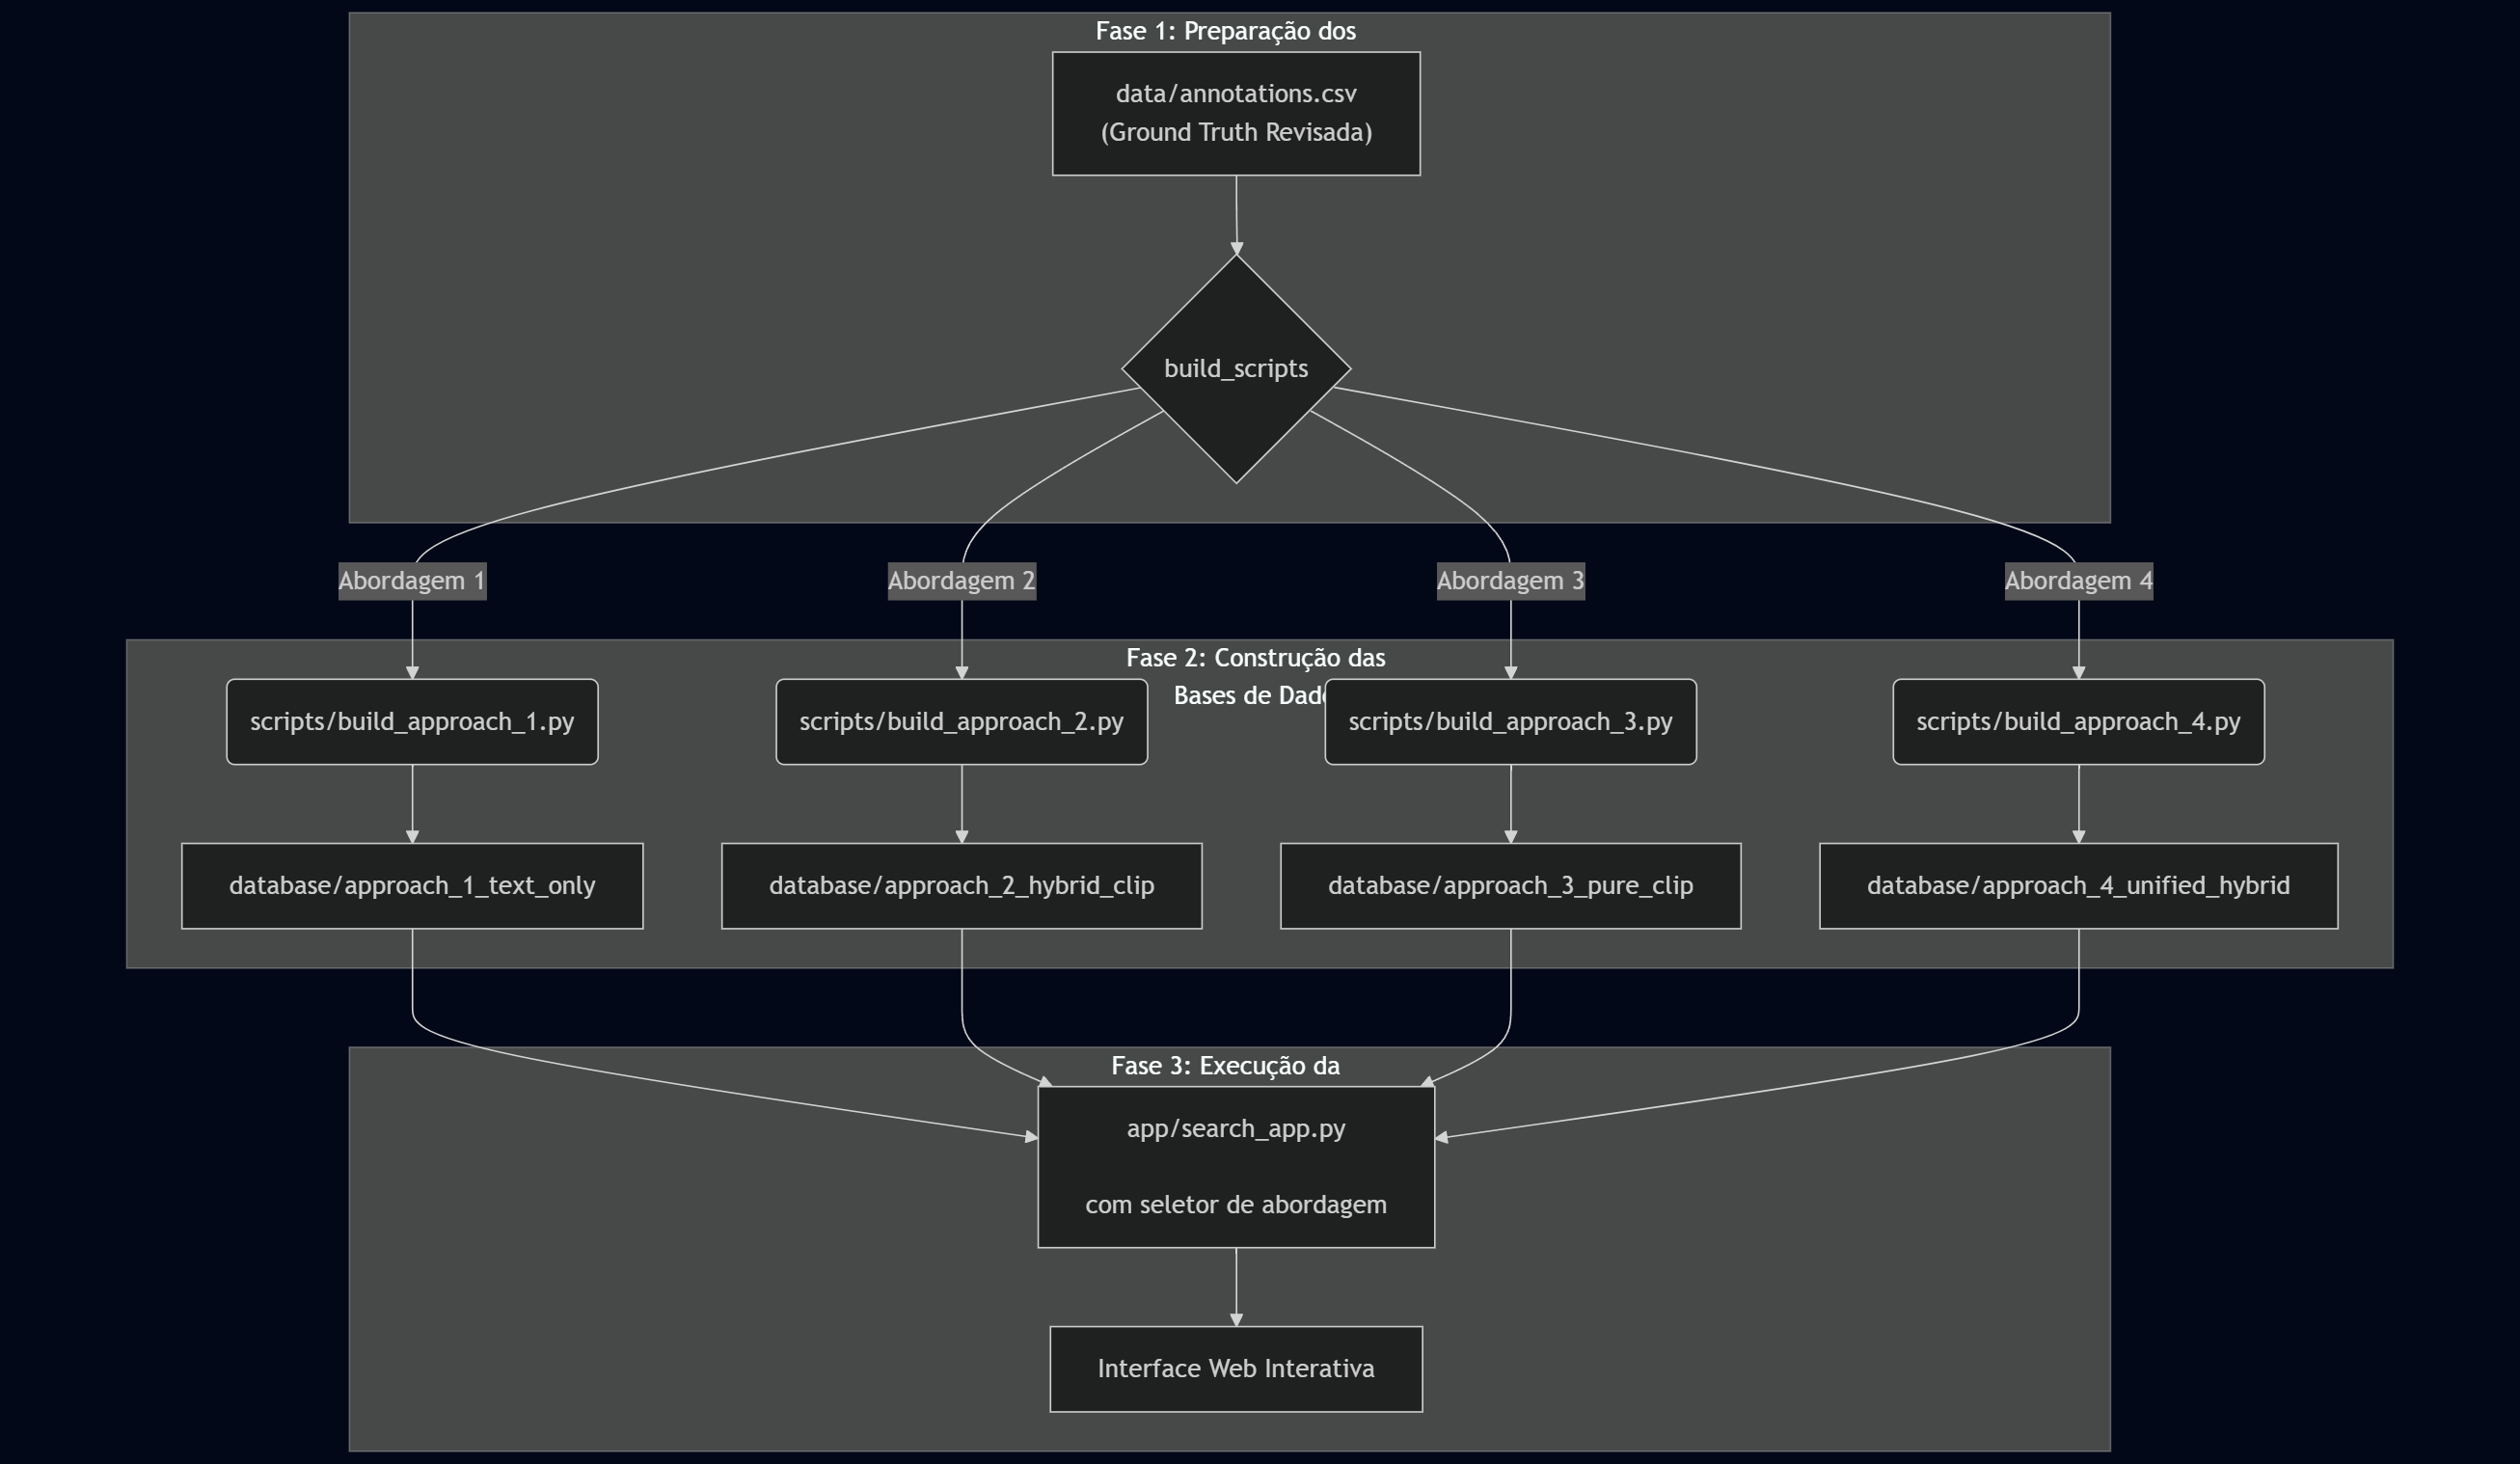 Fase 1: Preparação dos
data/annotations.csv
(Ground Truth Revisada)
build_scripts
Abordagem 1
Abordagem 2
Abordagem 3
Abordagem 4
Fase 2: Construção das
Bases de
scripts/build_approach_1.py
scripts/build_approach_2.py
scripts/build_approach_3.py
scripts/build_approach_4.py
database/approach_1_text_only
database/approach_2_hybrid_clip
database/approach_3_pure_clip
database/approach_4_unified_hybrid
Fase 3: Execução da
app/search_app.py
com seletor de abordagem
Interface Web Interativa